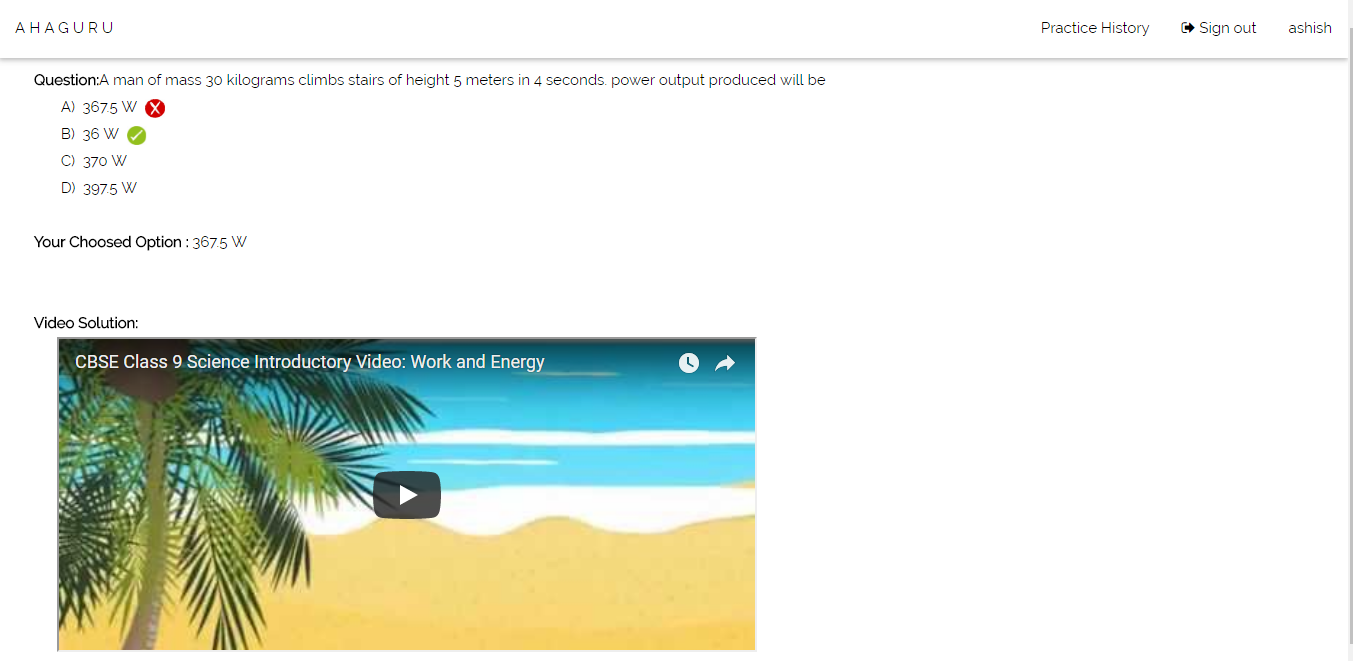 AHAGURU
Practice History
Sign out
ashish
Question:A man of mass 30 kilograms climbs stairs of height 5 meters in 4 seconds. power output produced will be
A) 367.5 W
B) 36 W
C) 370 W
D) 397.5 W
Your Choosed Option : 367.5 W
Video Solution:
CBSE Class 9 Science Introductory Video: Work and Energy